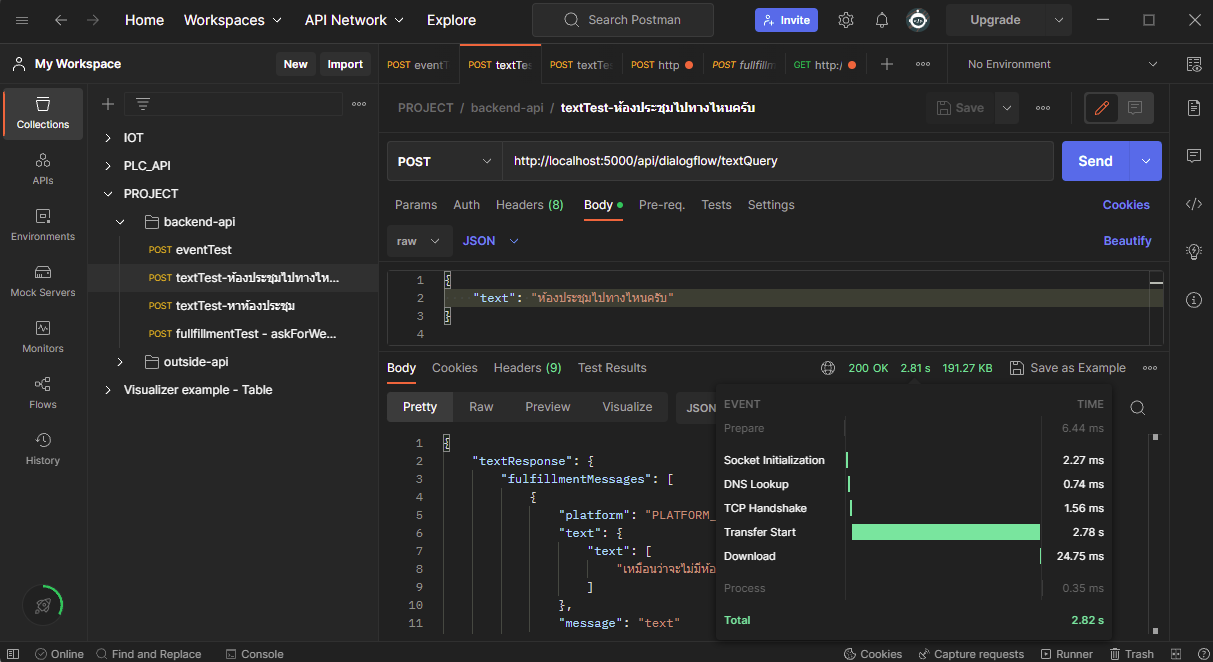 Home Workspaces API Network Explore Search Postman Invite Upgrade
My Workspace New Import
POST eventT POST textTes POST textTes POST http POST fulfillm GET http:/ No Environment
Collections
APIs
Environments
Mock Servers
Monitors
Flows
History
IOT
PLC_API
PROJECT
backend-api
POST eventTest
POST textTest-ห้องประชุมไปทางไห...
POST textTest-หาห้องประชุม
POST fullfillmentTest - askForWe...
outside-api
Visualizer example - Table
PROJECT / backend-api / textTest-ห้องประชุมไปทางไหนครับ Save
POST http://localhost:5000/api/dialogflow/textQuery Send
Params Auth Headers (8) Body Pre-req. Tests Settings Cookies
raw JSON Beautify
1 {
2 "text": "ห้องประชุมไปทางไหนครับ"
3 }
4
Body Cookies Headers (9) Test Results 200 OK 2.81 s 191.27 KB Save as Example
Pretty Raw Preview Visualize JSON
1 {
2 "textResponse": {
3 "fulfillmentMessages": [
4 {
5 "platform": "PLATFORM_
6 "text": {
7 "text": [
8 "เหมือนว่าจะไม่มีห้อ
9 ]
10 },
11 "message": "text"
EVENT TIME
Prepare 6.44 ms
Socket Initialization 2.27 ms
DNS Lookup 0.74 ms
TCP Handshake 1.56 ms
Transfer Start 2.78 s
Download 24.75 ms
Process 0.35 ms
Total 2.82 s
Online Find and Replace Console Cookies Capture requests Runner Trash